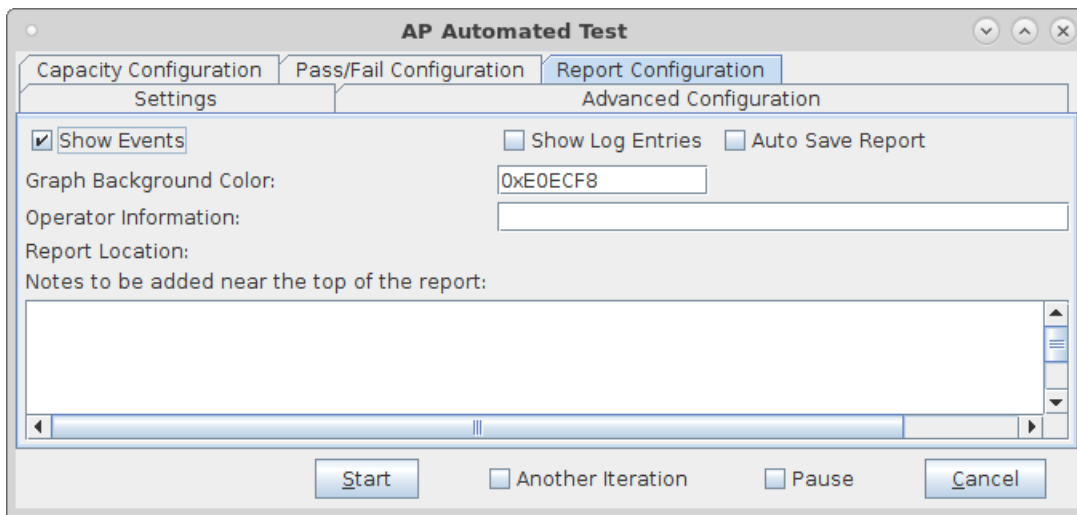 AP Automated Test
Capacity Configuration Pass/Fail Configuration Report Configuration
Settings Advanced Configuration
Show Events Show Log Entries Auto Save Report
Graph Background Color: 0xE0ECF8
Operator Information:
Report Location:
Notes to be added near the top of the report:
Start Another Iteration Pause Cancel